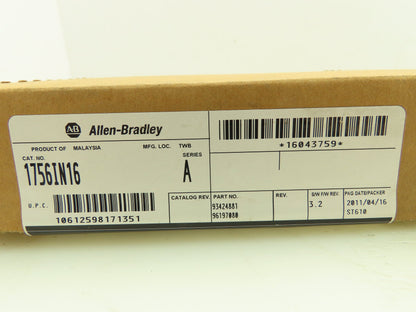 AB Allen-Bradley
PRODUCT OF MALAYSIA MFG. LOC. TWB
CAT. NO. SERIES
1756IN16 A
U.P.C.
10612598171351
CATALOG REV. PART NO. REV. S/W F/W REV. PKG DATE/PACKER
93424881 3.2 2011/04/16
96197080 ST610
*16043759*